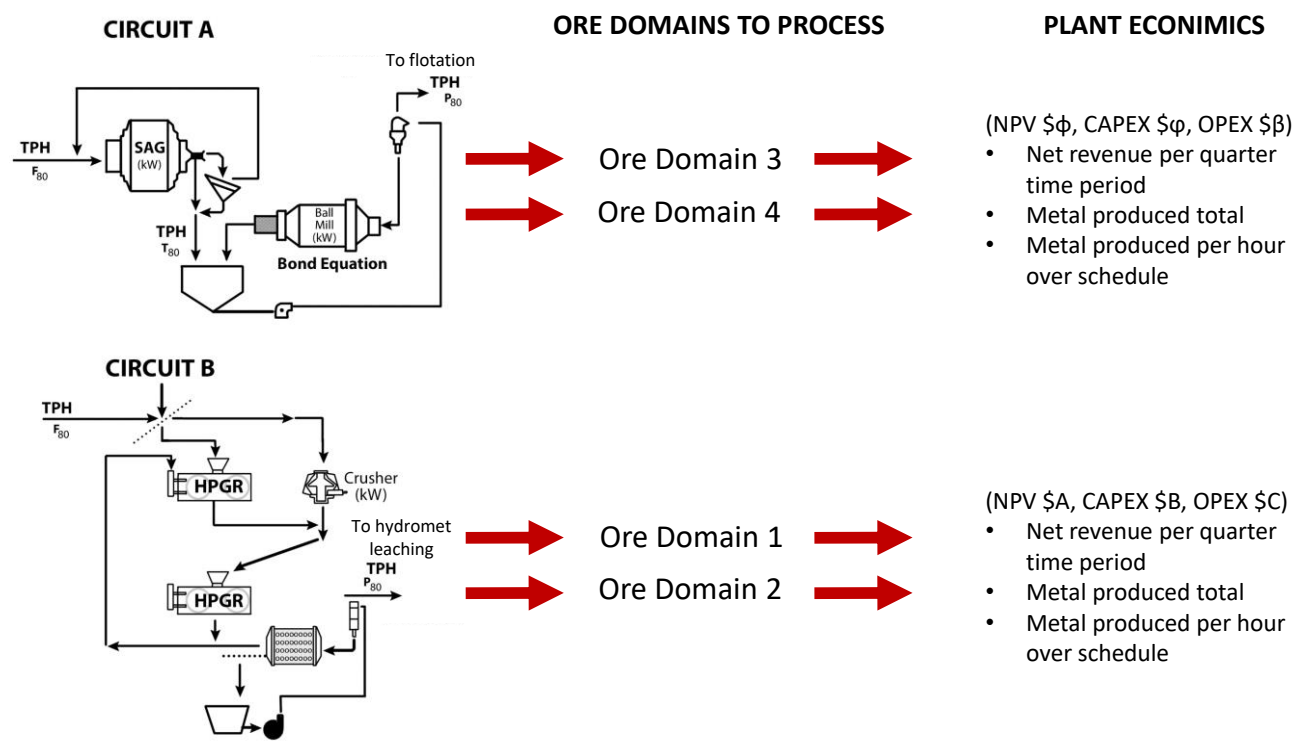 CIRCUIT A
ORE DOMAINS TO PROCESS
PLANT ECONIMICS
To flotation
TPH
P80
TPH
F80
SAG
(kW)
Ball
Mill
(kW)
Bond Equation
TPH
T80
Ore Domain 3
Ore Domain 4
(NPV $ф, CAPEX $φ, OPEX $β)
• Net revenue per quarter
time period
• Metal produced total
• Metal produced per hour
over schedule
CIRCUIT B
TPH
F80
HPGR
Crusher
(kW)
To hydromet
leaching
TPH
P80
HPGR
Ore Domain 1
Ore Domain 2
(NPV $A, CAPEX $B, OPEX $C)
• Net revenue per quarter
time period
• Metal produced total
• Metal produced per hour
over schedule